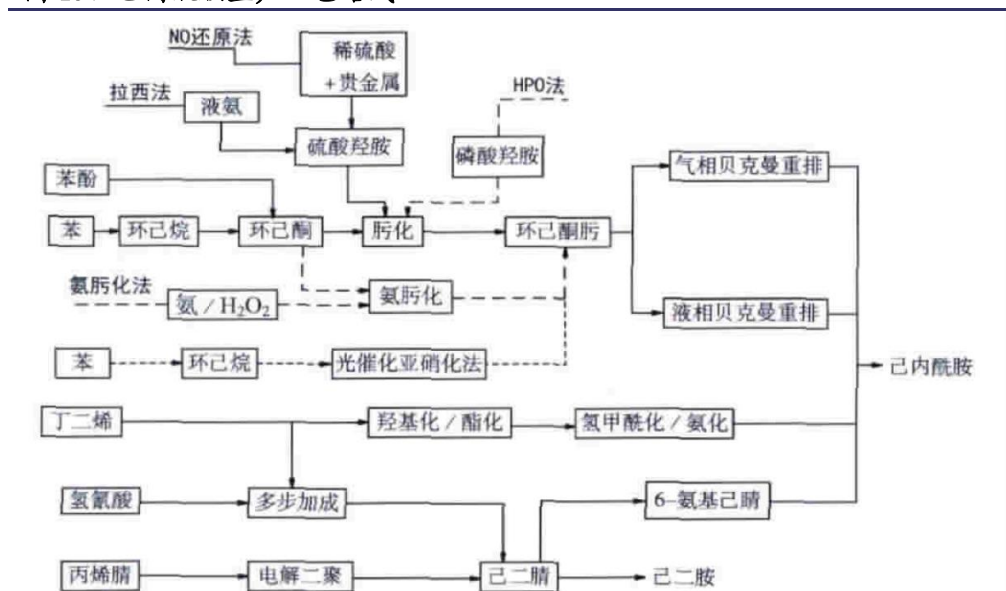 NO还原法
稀硫酸
+贵金属
HPO法
拉西法
液氨
硫酸羟胺
磷酸羟胺
气相贝克曼重排
苯酚
苯
环己烷
环己酮
肟化
环己酮肟
氨肟化法
氨/H₂O₂
氨肟化
液相贝克曼重排
苯
环己烷
光催化亚硝化法
己内酰胺
丁二烯
羟基化/酯化
氢甲酰化/氨化
氢氰酸
多步加成
6-氨基己睛
丙烯腈
电解二聚
己二腈
己二胺